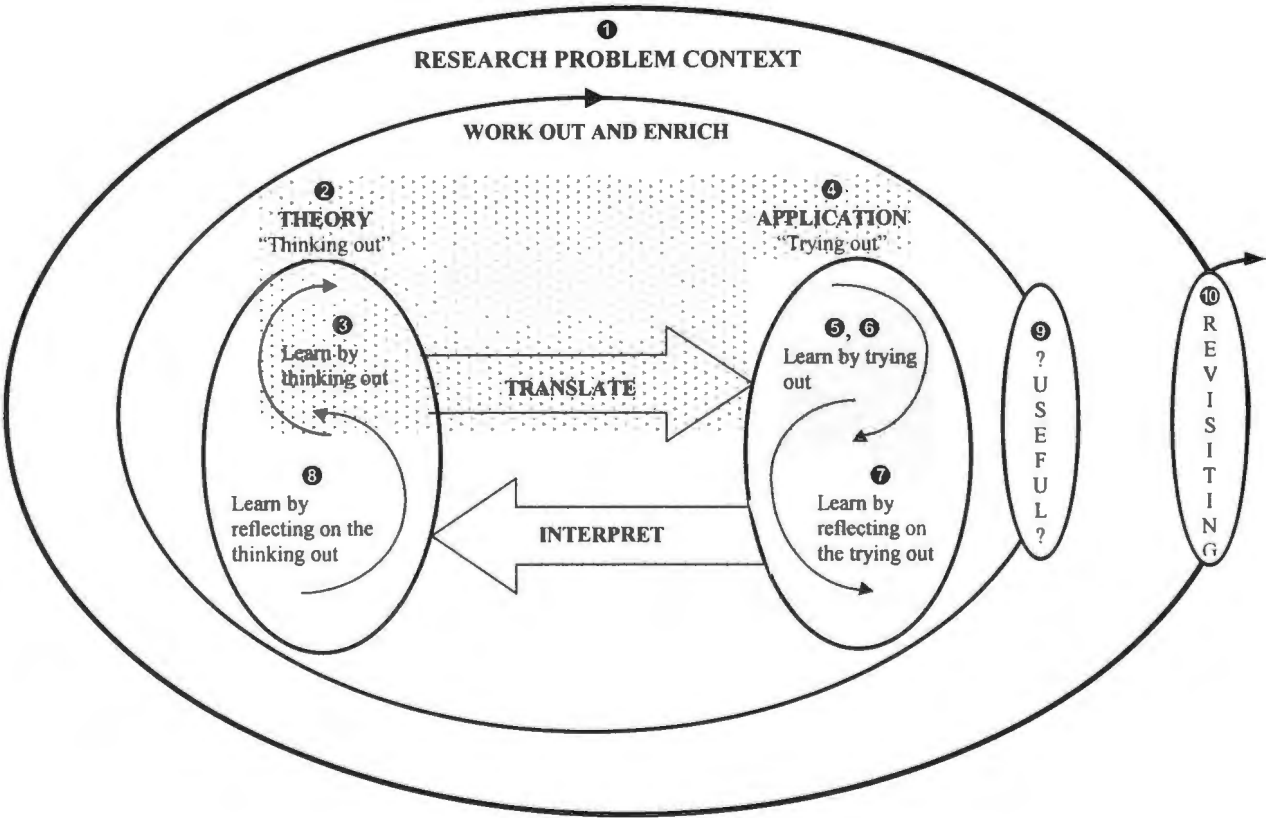 ❶
RESEARCH PROBLEM CONTEXT
WORK OUT AND ENRICH
❷
THEORY
“Thinking out”
❸
Learn by
thinking out
❽
Learn by
reflecting on the
thinking out
TRANSLATE
INTERPRET
❹
APPLICATION
“Trying out”
❺, ❻
Learn by trying
out
❼
Learn by
reflecting on
the trying out
❾
?
U
S
E
F
U
L
?
❿
R
E
V
I
S
I
T
I
N
G